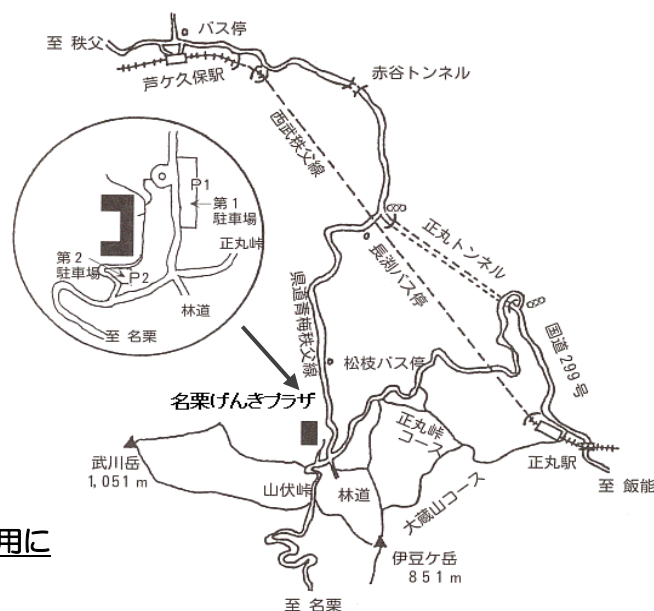 バス停
至 秩父
芦ケ久保駅
赤谷トンネル
西武秩父線
P1
第1
駐車場
正丸峠
第2
駐車場
P2
林道
至 名栗
正丸トンネル
長渕バス停
県道青梅秩父線
国道299号
松枝バス停
名栗げんきプラザ
正丸峠
コース
正丸駅
武川岳
1,051m
山伏峠
林道
大蔵山コース
至 飯能
用に
伊豆ケ岳
851m
至 名栗